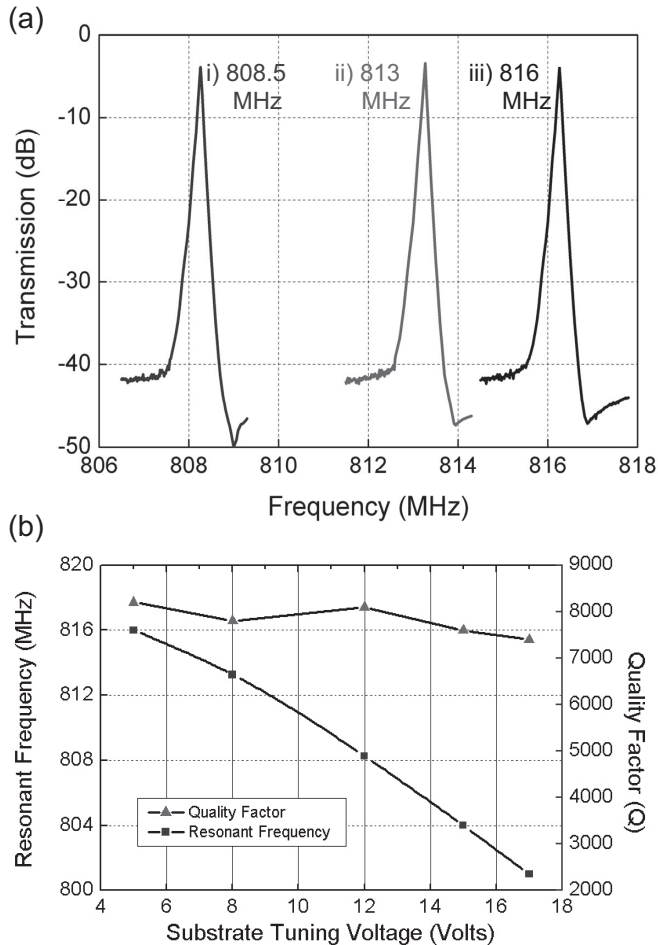 (a)
0
-10
-20
-30
-40
-50
Transmission (dB)
i) 808.5
MHz
ii) 813
MHz
iii) 816
MHz
806 808 810 812 814 816 818
Frequency (MHz)
(b)
820
816
812
808
804
800
Resonant Frequency (MHz)
Quality Factor
Resonant Frequency
9000
8000
7000
6000
5000
4000
3000
2000
Quality Factor (Q)
4 6 8 10 12 14 16 18
Substrate Tuning Voltage (Volts)